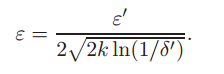 ε = ε′ / (2√(2k ln(1/δ′))).